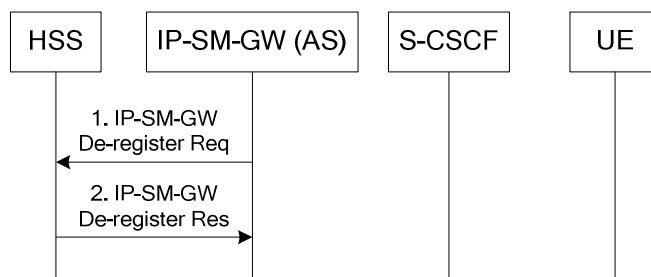 HSS
IP-SM-GW (AS)
S-CSCF
UE
1. IP-SM-GW
De-register Req
2. IP-SM-GW
De-register Res